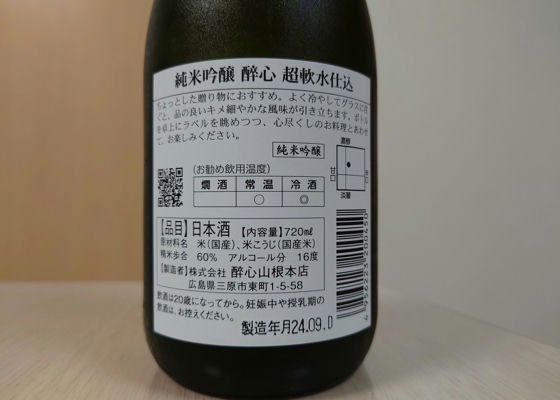 純米吟醸 酔心 超軟水仕込
ちょっとした贈り物におすすめ。よく冷やしてグラスに注
ぐと、品の良いキメ細やかな風味が引き立ちます。ボトル
を卓上にラベルを眺めつつ、心尽くしのお料理とあわせ
て、お楽しみください。
純米吟醸
濃醇
甘口
辛口
淡麗
(お勧め飲用温度)
燗酒 常温 冷酒
○ ◎
【品目】日本酒 【内容量】720ml
原材料名 米(国産)、米こうじ(国産米)
精米歩合 60% アルコール分 16度
【製造者】株式会社 醉心山根本店
広島県三原市東町1-5-58
飲酒は20歳になってから。妊娠中や授乳期の
飲酒は、お控えください。
製造年月24.09.D
4956223200450